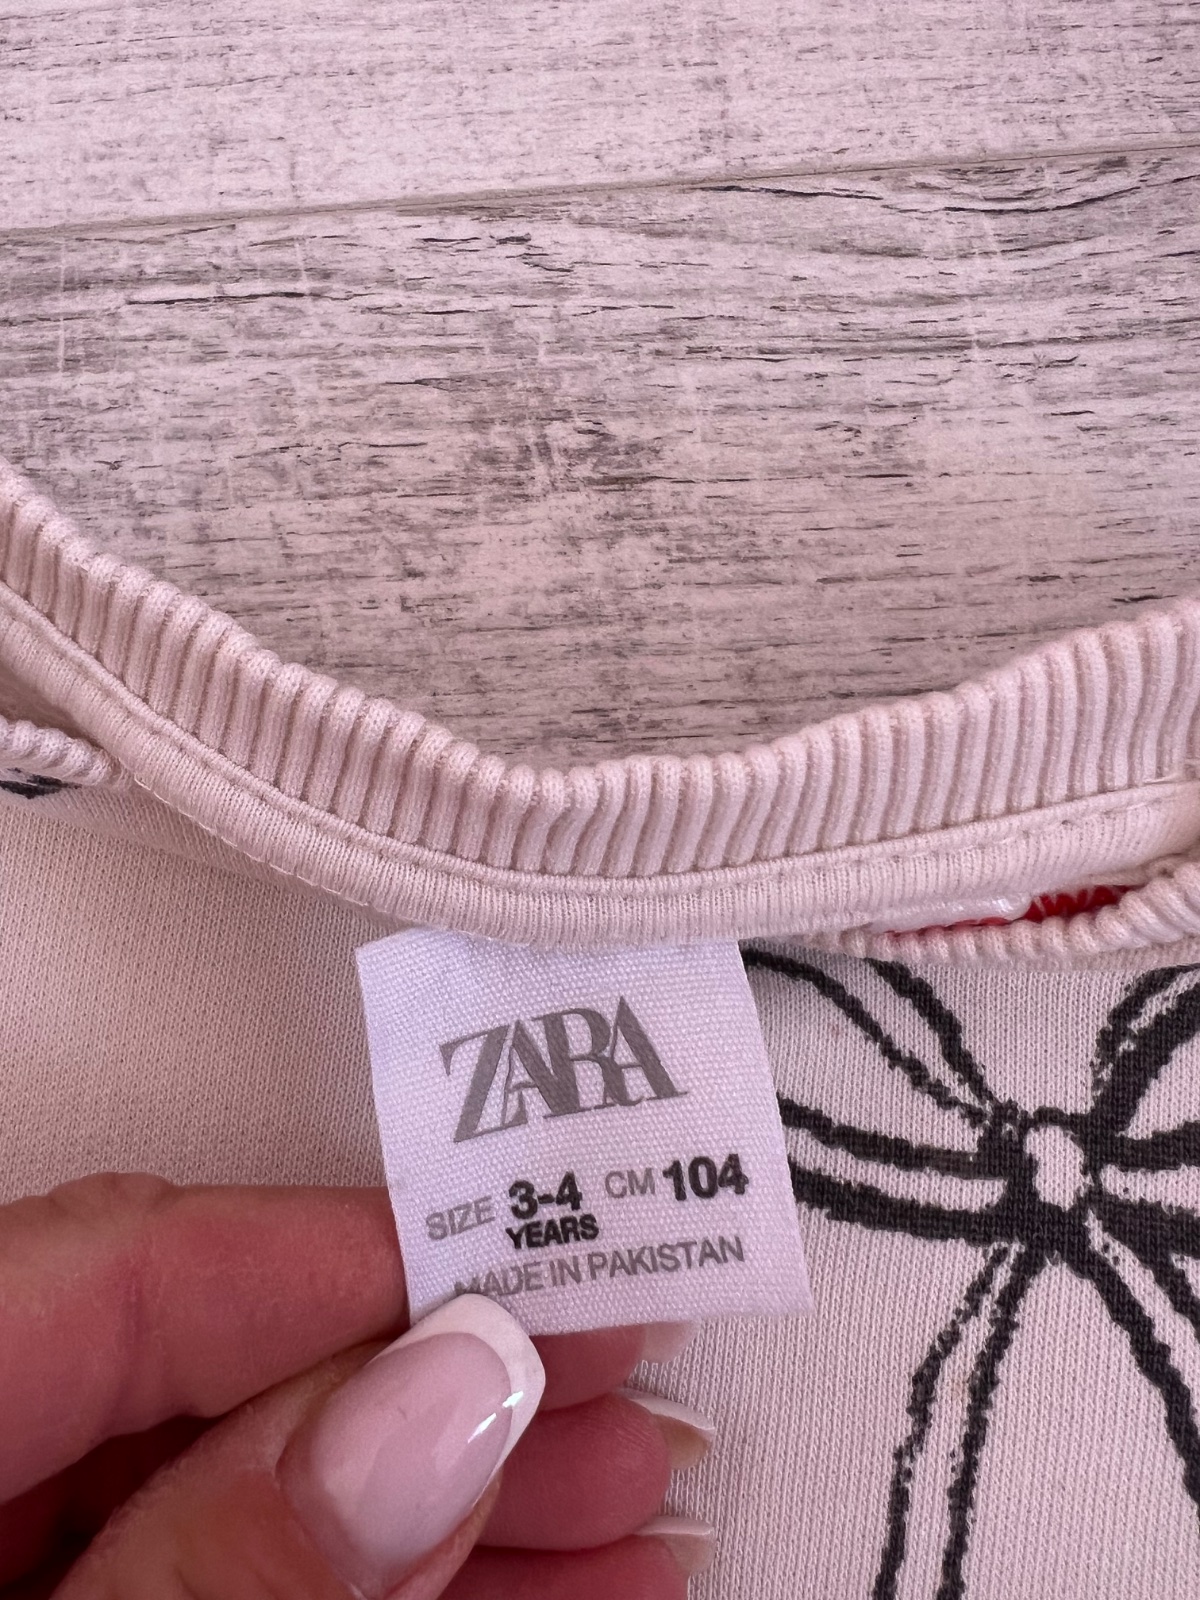 ZARA
SIZE 3-4 CM 104
YEARS
MADE IN PAKISTAN